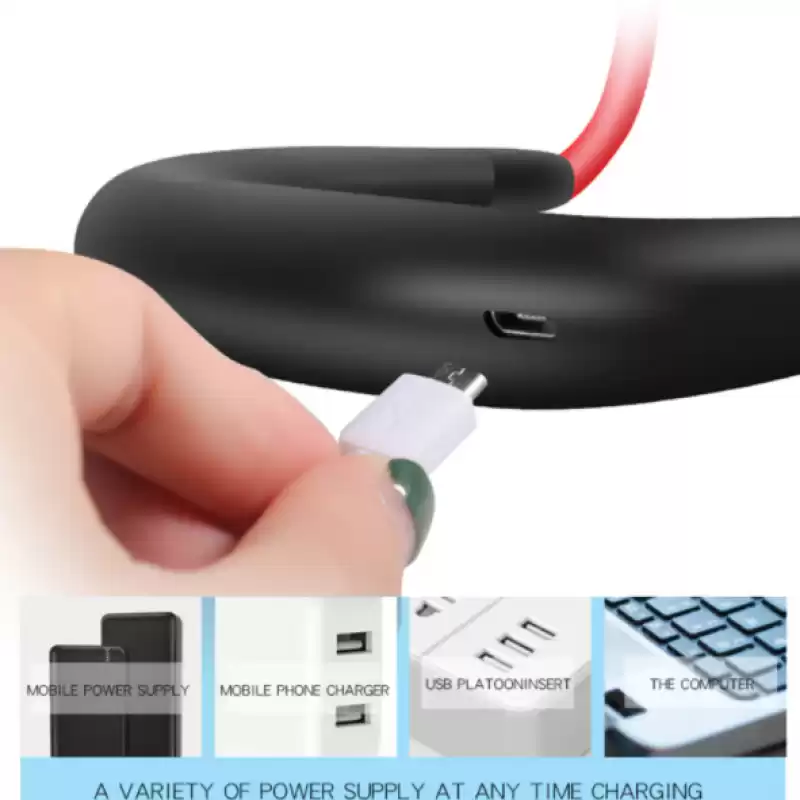 MOBILE POWER SUPPLY
MOBILE PHONE CHARGER
USB PLATOONINSERT
THE COMPUTER
A VARIETY OF POWER SUPPLY AT ANY TIME CHARGING